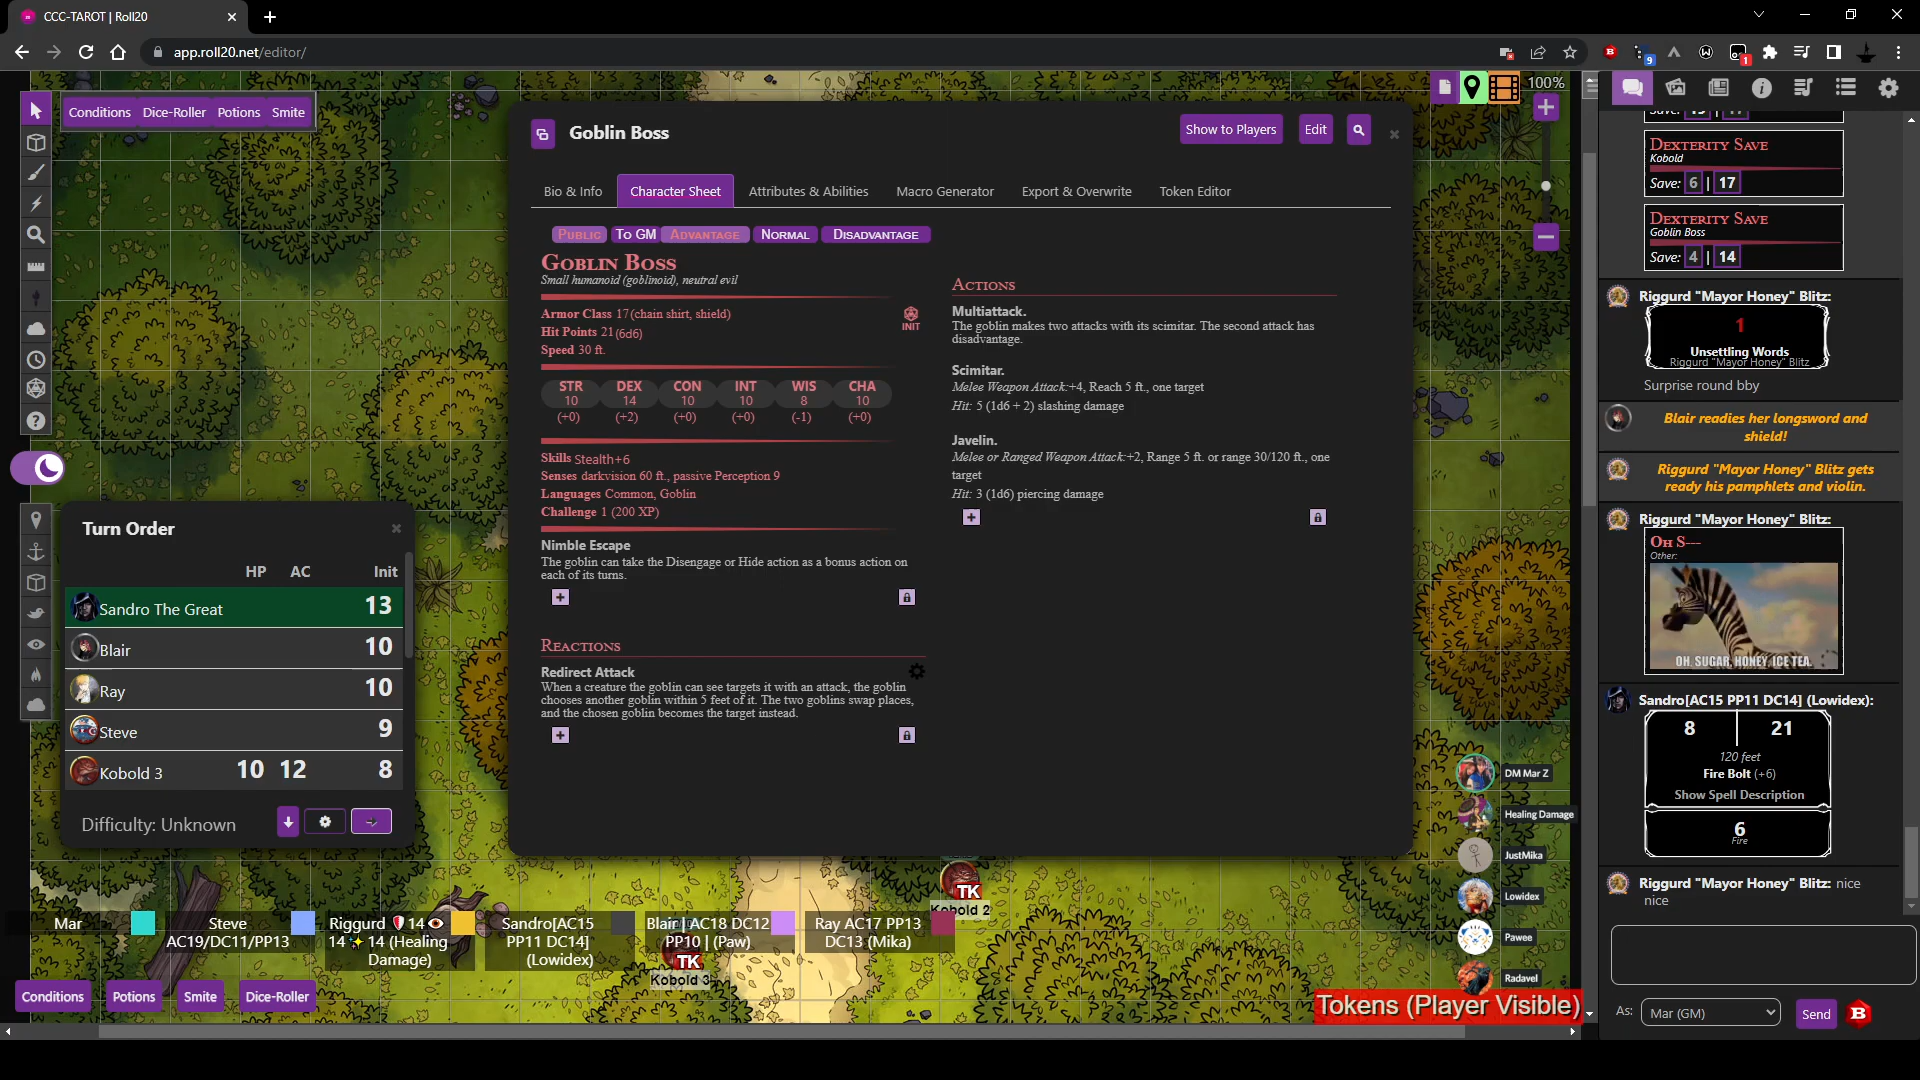 CCC-TAROT | Roll20
app.roll20.net/editor/
9
1
Conditions Dice-Roller Potions Smite
100%
Goblin Boss
Show to Players
Edit
Bio & Info
Character Sheet
Attributes & Abilities
Macro Generator
Export & Overwrite
Token Editor
Public To GM Advantage Normal Disadvantage
Goblin Boss
Small humanoid (goblinoid), neutral evil
Armor Class 17 (chain shirt, shield)
Hit Points 21 (6d6)
Speed 30 ft.
INIT
STR DEX CON INT WIS CHA
10 14 10 10 8 10
(+0) (+2) (+0) (+0) (-1) (+0)
Skills Stealth+6
Senses darkvision 60 ft., passive Perception 9
Languages Common, Goblin
Challenge 1 (200 XP)
Nimble Escape
The goblin can take the Disengage or Hide action as a bonus action on
each of its turns.
Reactions
Redirect Attack
When a creature the goblin can see targets it with an attack, the goblin
chooses another goblin within 5 feet of it. The two goblins swap places,
and the chosen goblin becomes the target instead.
Actions
Multiattack.
The goblin makes two attacks with its scimitar. The second attack has
disadvantage.
Scimitar.
Melee Weapon Attack:+4, Reach 5 ft., one target
Hit: 5 (1d6 + 2) slashing damage
Javelin.
Melee or Ranged Weapon Attack:+2, Range 5 ft. or range 30/120 ft., one
target
Hit: 3 (1d6) piercing damage
Turn Order
HP AC Init
Sandro The Great 13
Blair 10
Ray 10
Steve 9
Kobold 3 10 12 8
Difficulty: Unknown
Dexterity Save
Kobold
Save: 6 | 17
Dexterity Save
Goblin Boss
Save: 4 | 14
Riggurd "Mayor Honey" Blitz:
1
Unsettling Words
Riggurd "Mayor Honey" Blitz
Surprise round bby
Blair readies her longsword and
shield!
Riggurd "Mayor Honey" Blitz gets
ready his pamphlets and violin.
Riggurd "Mayor Honey" Blitz:
Oh S---
Other:
OH, SUGAR, HONEY, ICE TEA.
Sandro[AC15 PP11 DC14] (Lowidex):
8 21
120 feet
Fire Bolt (+6)
Show Spell Description
6
Fire
Riggurd "Mayor Honey" Blitz: nice
nice
As:
Mar (GM)
Send
B
DM Mar Z
Healing Damage
JustMika
Lowidex
Pawee
Radavel
TK
Kobold 2
TK
Kobold 3
Mar
Steve
AC19/DC11/PP13
Riggurd 14
14 14 (Healing
Damage)
Sandro[AC15
PP11 DC14]
(Lowidex)
Blair | AC18 DC12
PP10 | (Paw)
Ray AC17 PP13
DC13 (Mika)
Conditions
Potions
Smite
Dice-Roller
Tokens (Player Visible)